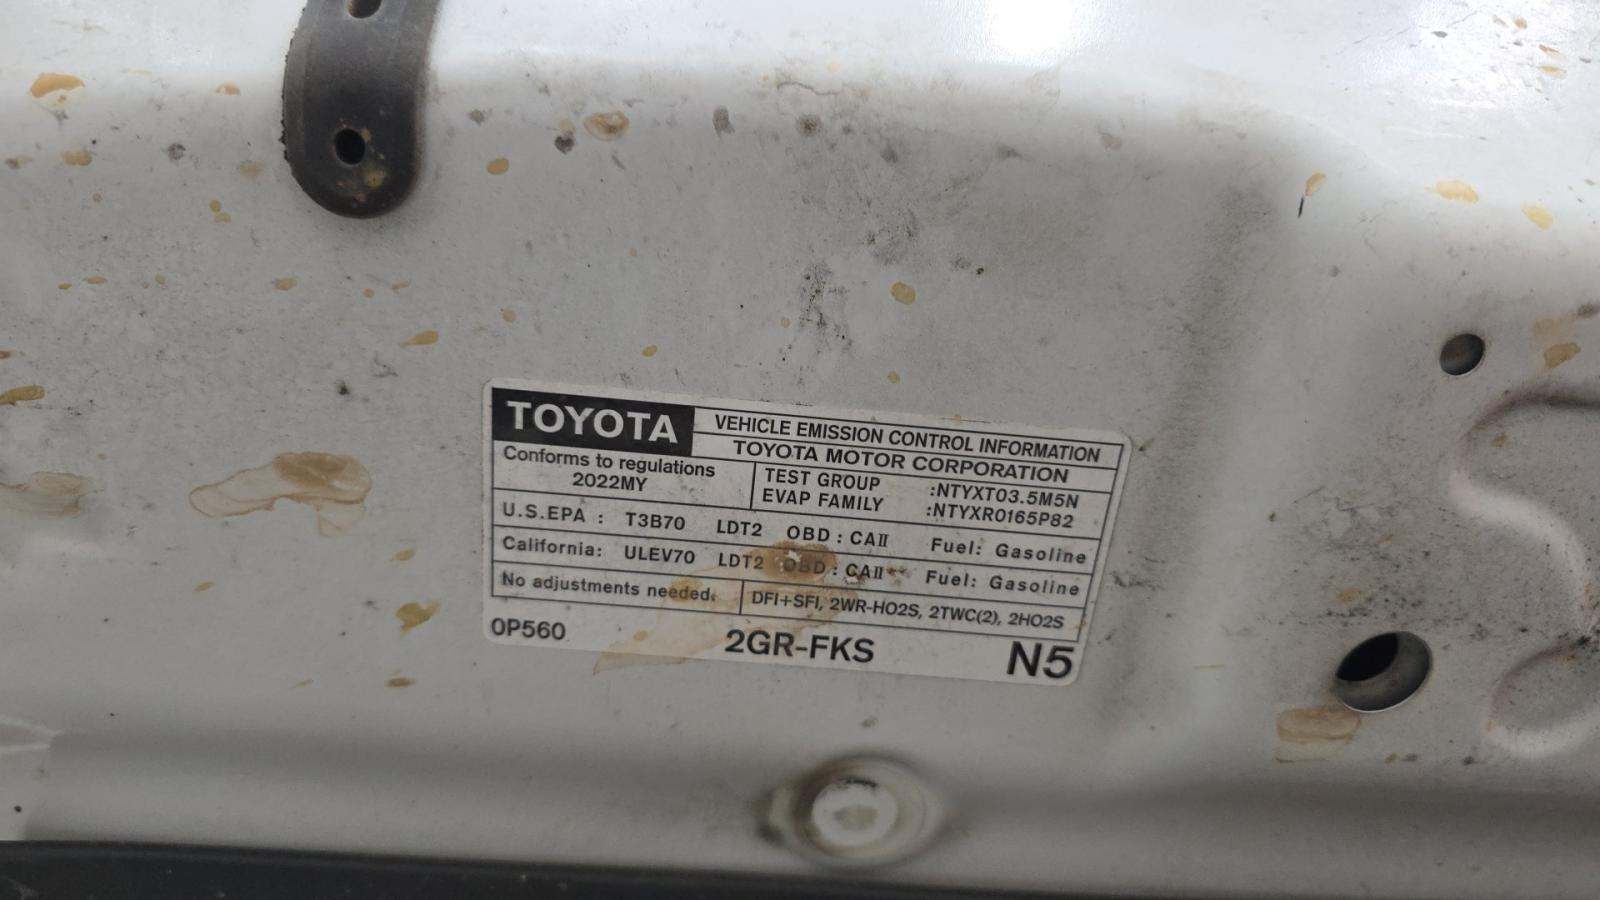 TOYOTA VEHICLE EMISSION CONTROL INFORMATION
TOYOTA MOTOR CORPORATION
Conforms to regulations
2022MY
TEST GROUP :NTYXT03.5M5N
EVAP FAMILY :NTYXR0165P82
U.S.EPA : T3B70 LDT2 OBD : CAII Fuel: Gasoline
California: ULEV70 LDT2 OBD : CAII Fuel: Gasoline
No adjustments needed. DFI+SFI, 2WR-HO2S, 2TWC(2), 2HO2S
0P560 2GR-FKS N5